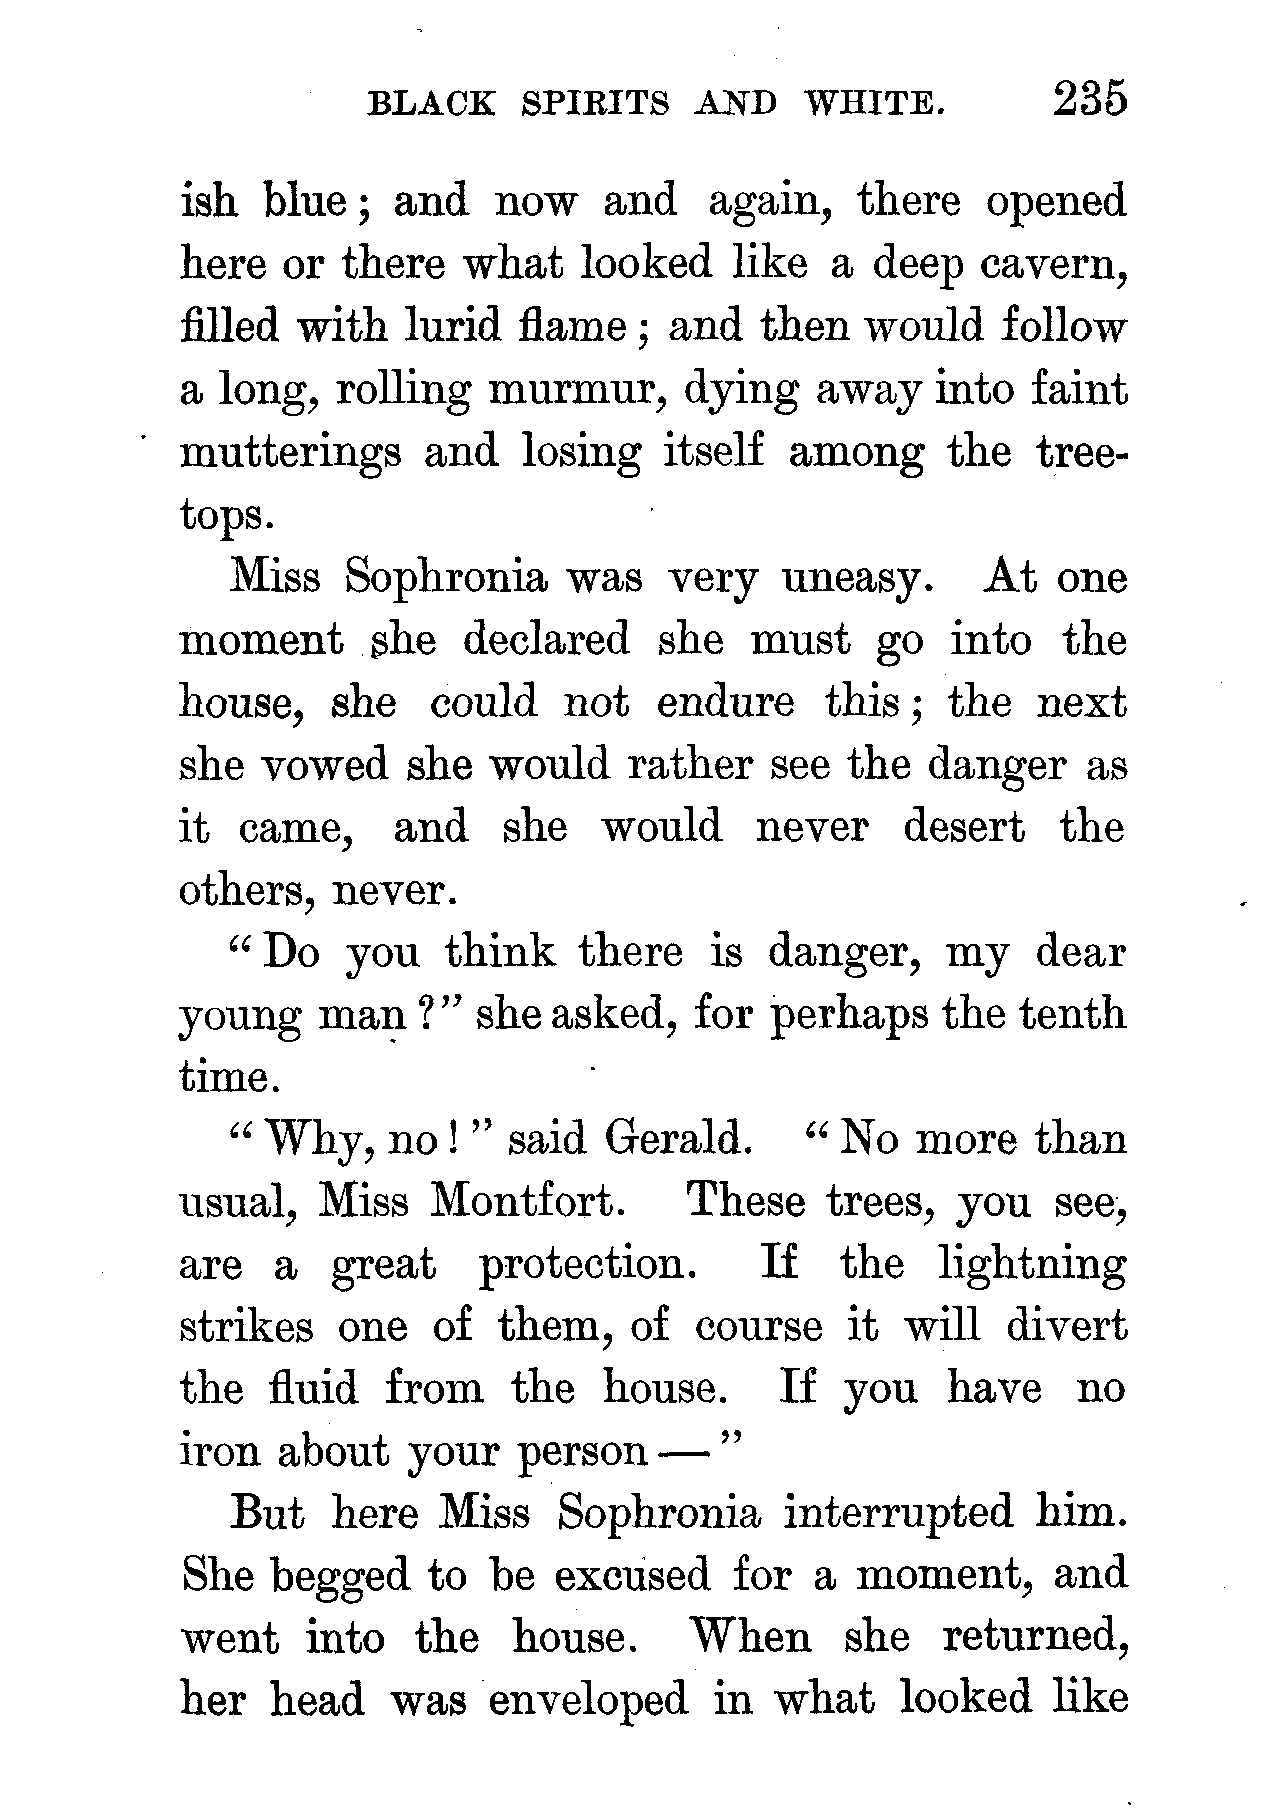 BLACK SPIRITS AND WHITE. 235
ish blue; and now and again, there opened
here or there what looked like a deep cavern,
filled with lurid flame; and then would follow
a long, rolling murmur, dying away into faint
mutterings and losing itself among the tree-
tops.
Miss Sophronia was very uneasy. At one
moment she declared she must go into the
house, she could not endure this; the next
she vowed she would rather see the danger as
it came, and she would never desert the
others, never.
"Do you think there is danger, my dear
young man?" she asked, for perhaps the tenth
time.
"Why, no!" said Gerald. "No more than
usual, Miss Montfort. These trees, you see,
are a great protection. If the lightning
strikes one of them, of course it will divert
the fluid from the house. If you have no
iron about your person—"
But here Miss Sophronia interrupted him.
She begged to be excused for a moment, and
went into the house. When she returned,
her head was enveloped in what looked like